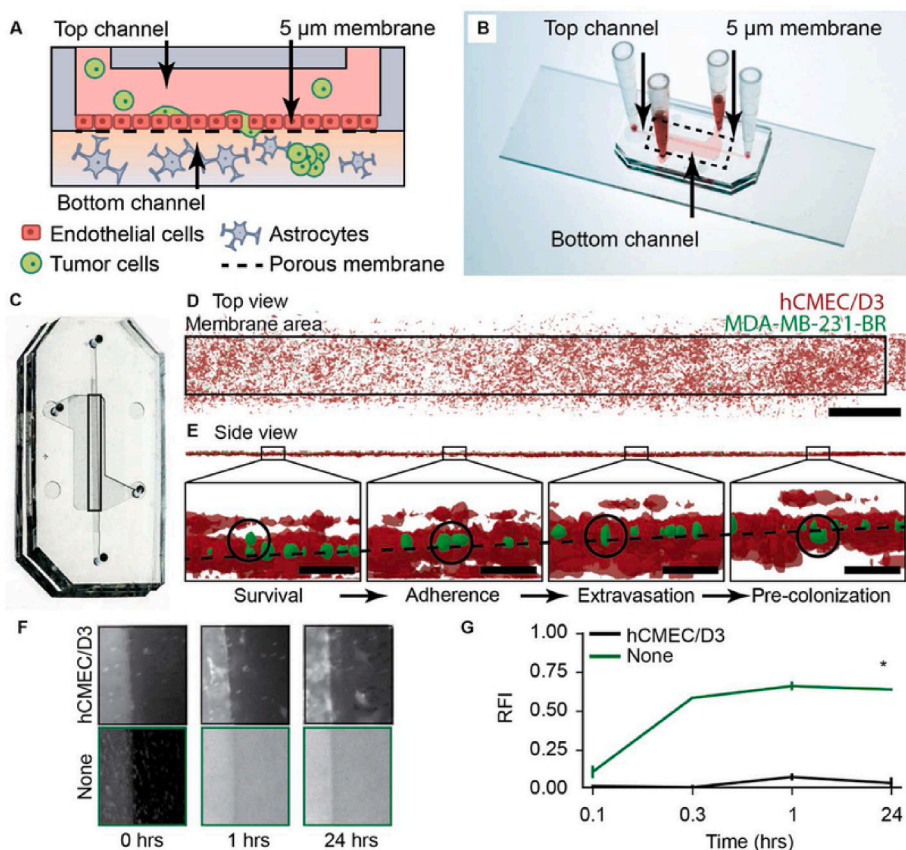 A
Top channel
5 µm membrane
Bottom channel
Endothelial cells
Astrocytes
Tumor cells
Porous membrane
B
Top channel
5 µm membrane
Bottom channel
C
D Top view
hCMEC/D3
Membrane area
MDA-MB-231-BR
E Side view
Survival
Adherence
Extravasation
Pre-colonization
F
hCMEC/D3
None
0 hrs
1 hrs
24 hrs
G
1.00
0.75
0.50
0.25
0.00
RFI
hCMEC/D3
None
*
0.1
0.3
1
24
Time (hrs)